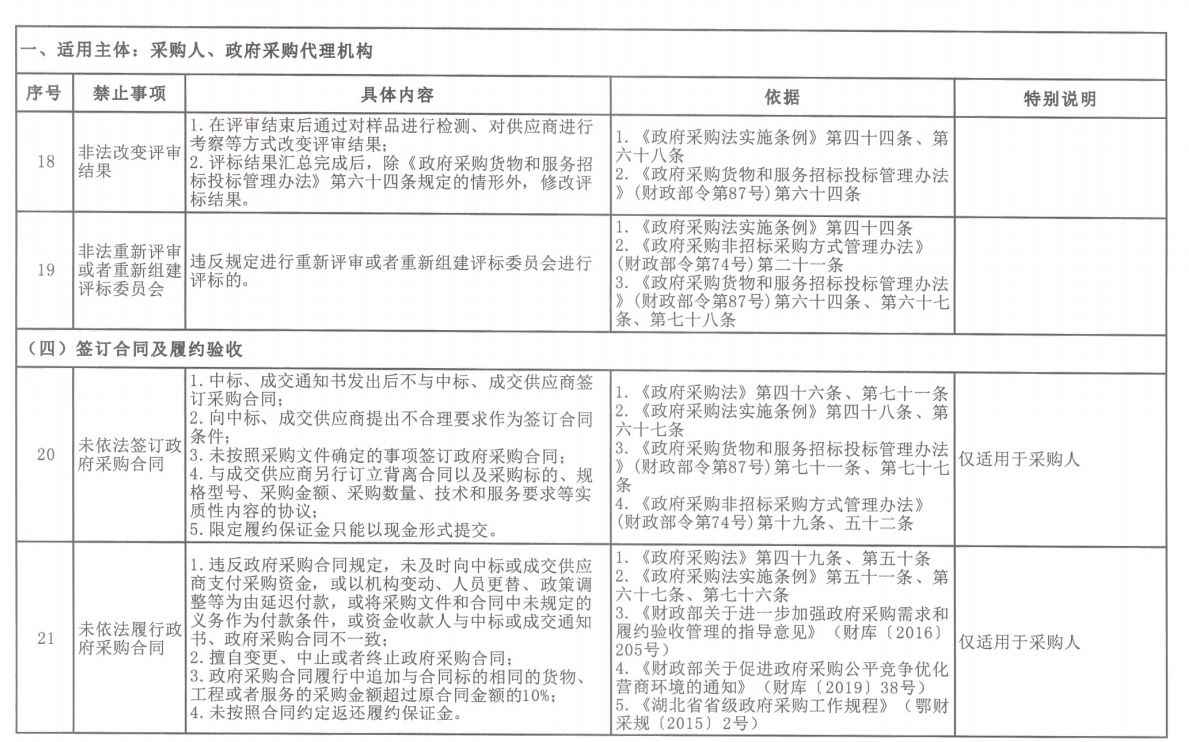 一、适用主体：采购人、政府采购代理机构
序号
禁止事项
具体内容
依据
特别说明
18
非法改变评审
结果
1.在评审结束后通过对样品进行检测、对供应商进行
考察等方式改变评审结果；
2.评标结果汇总完成后，除《政府采购货物和服务招
标投标管理办法》第六十四条规定的情形外，修改评
标结果。
1.《政府采购法实施条例》第四十四条、第
六十八条
2.《政府采购货物和服务招标投标管理办法
》(财政部令第87号)第六十四条
19
非法重新评审
或者重新组建
评标委员会
违反规定进行重新评审或者重新组建评标委员会进行
评标的。
1.《政府采购法实施条例》第四十四条
2.《政府采购非招标采购方式管理办法》
(财政部令第74号)第二十一条
3.《政府采购货物和服务招标投标管理办法
》(财政部令第87号)第六十四条、第六十七
条、第七十八条
（四）签订合同及履约验收
20
未依法签订政
府采购合同
1.中标、成交通知书发出后不与中标、成交供应商签
订采购合同；
2.向中标、成交供应商提出不合理要求作为签订合同
条件；
3.未按照采购文件确定的事项签订政府采购合同；
4.与成交供应商另行订立背离合同以及采购标的、规
格型号、采购金额、采购数量、技术和服务要求等实
质性内容的协议；
5.限定履约保证金只能以现金形式提交。
1.《政府采购法》第四十六条、第七十一条
2.《政府采购法实施条例》第四十八条、第
六十七条
3.《政府采购货物和服务招标投标管理办法
》(财政部令第87号)第七十一条、第七十七
条
4.《政府采购非招标采购方式管理办法》
(财政部令第74号)第十九条、五十二条
仅适用于采购人
21
未依法履行政
府采购合同
1.违反政府采购合同规定，未及时向中标或成交供应
商支付采购资金，或以机构变动、人员更替、政策调
整等为由延迟付款，或将采购文件和合同中未规定的
义务作为付款条件，或资金收款人与中标或成交通知
书、政府采购合同不一致；
2.擅自变更、中止或者终止政府采购合同；
3.政府采购合同履行中追加与合同标的相同的货物、
工程或者服务的采购金额超过原合同金额的10%；
4.未按照合同约定返还履约保证金。
1.《政府采购法》第四十九条、第五十条
2.《政府采购法实施条例》第五十一条、第
六十七条、第七十六条
3.《财政部关于进一步加强政府采购需求和
履约验收管理的指导意见》（财库〔2016〕
205号）
4.《财政部关于促进政府采购公平竞争优化
营商环境的通知》（财库〔2019〕38号）
5.《湖北省省级政府采购工作规程》（鄂财
采规〔2015〕2号）
仅适用于采购人